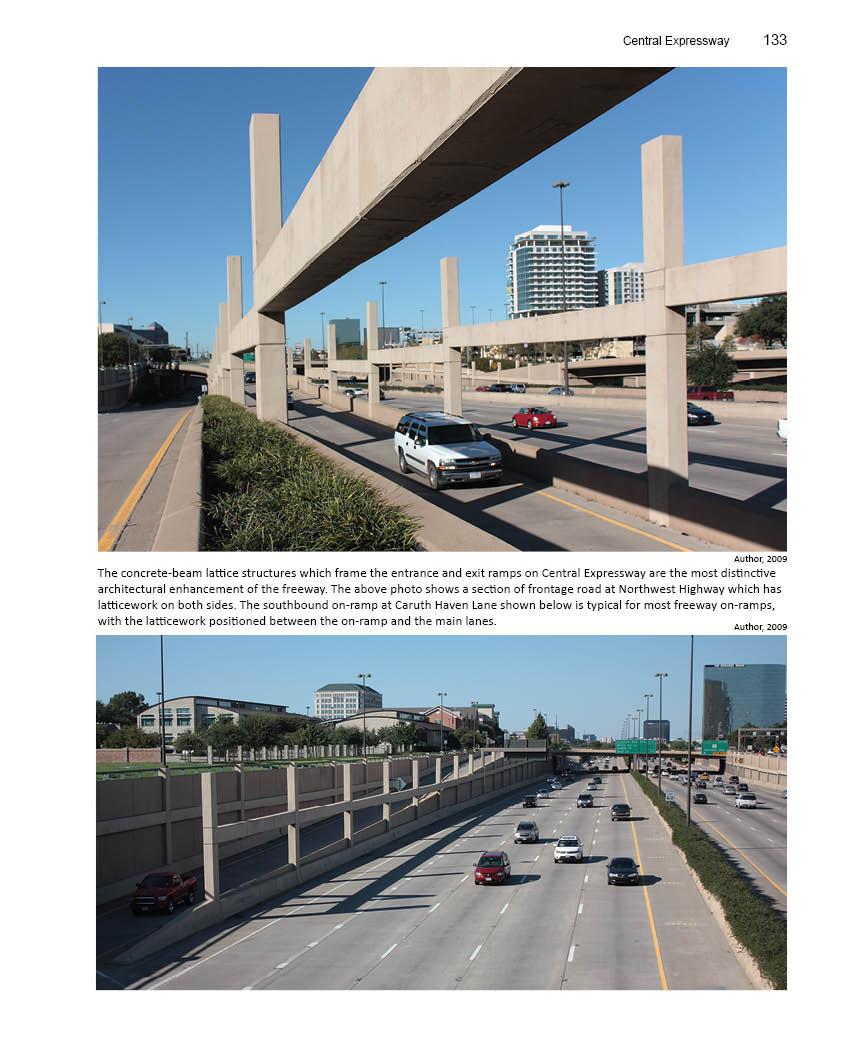 Central Expressway 133
Author, 2009
The concrete-beam lattice structures which frame the entrance and exit ramps on Central Expressway are the most distinctive
architectural enhancement of the freeway. The above photo shows a section of frontage road at Northwest Highway which has
latticework on both sides. The southbound on-ramp at Caruth Haven Lane shown below is typical for most freeway on-ramps,
with the latticework positioned between the on-ramp and the main lanes.
Author, 2009